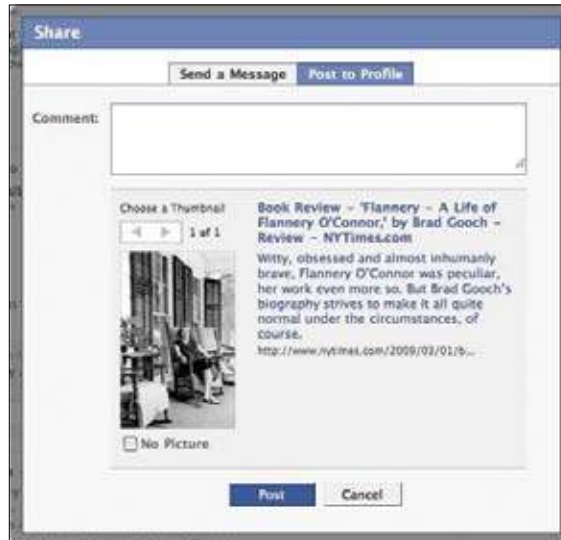 Share
Send a Message Post to Profile
Comment:
Choose a Thumbnail
1 of 1
Book Review – 'Flannery – A Life of
Flannery O'Connor,' by Brad Gooch –
Review – NYTimes.com
Witty, obsessed and almost inhumanly
brave, Flannery O'Connor was peculiar,
her work even more so. But Brad Gooch's
biography strives to make it all quite
normal under the circumstances, of
course.
http://www.nytimes.com/2009/03/01/b...
No Picture
Post Cancel